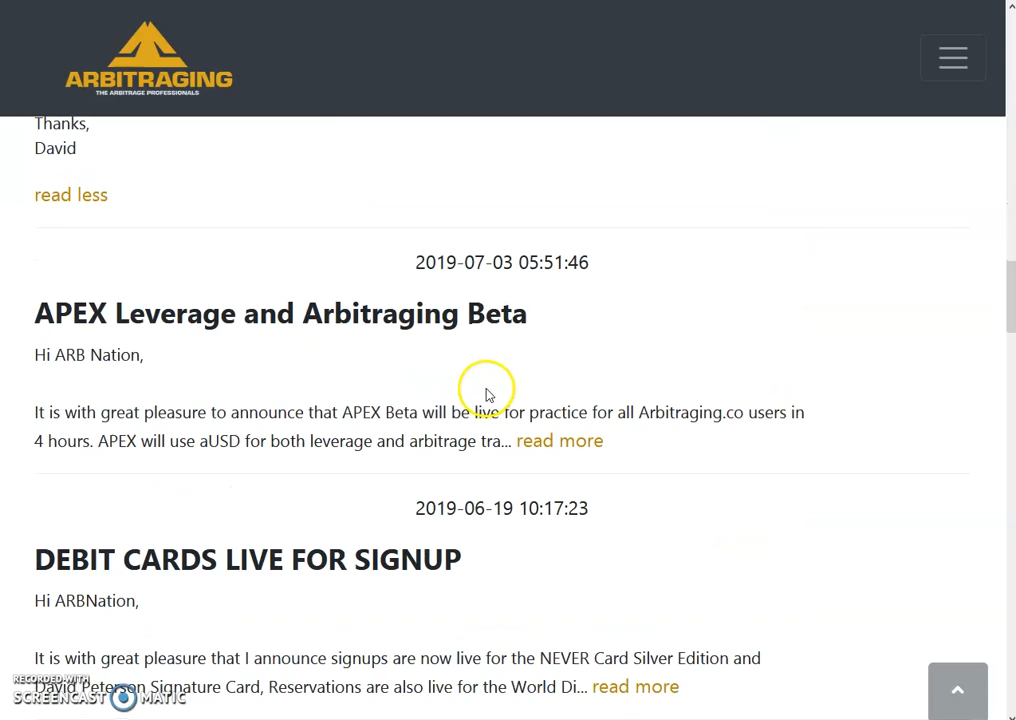 ARBITRAGING
THE ARBITRAGE PROFESSIONALS
Thanks,
David
read less
2019-07-03 05:51:46
APEX Leverage and Arbitraging Beta
Hi ARB Nation,
It is with great pleasure to announce that APEX Beta will be live for practice for all Arbitraging.co users in
4 hours. APEX will use aUSD for both leverage and arbitrage tra... read more
2019-06-19 10:17:23
DEBIT CARDS LIVE FOR SIGNUP
Hi ARBNation,
It is with great pleasure that I announce signups are now live for the NEVER Card Silver Edition and
David Peterson Signature Card, Reservations are also live for the World Di... read more
RECORDED WITH
SCREENCAST MATIC